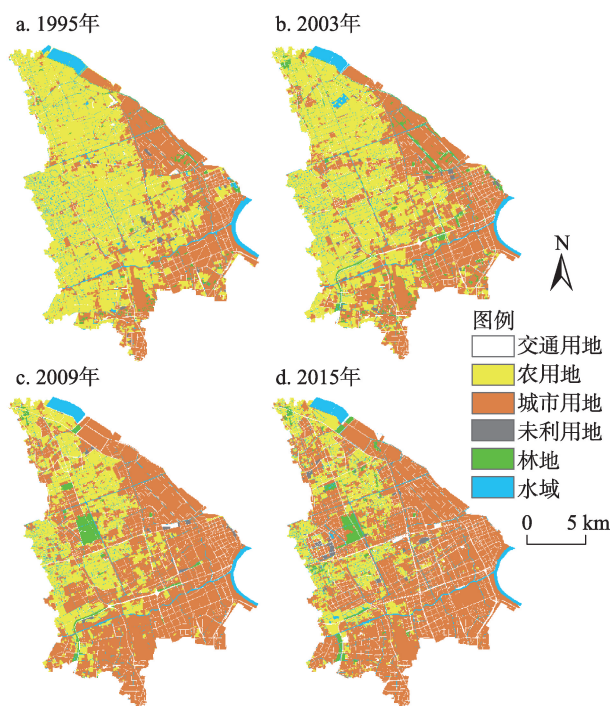 a. 1995年
b. 2003年
N
图例
交通用地
农用地
城市用地
未利用地
林地
水域
0 5 km
c. 2009年
d. 2015年